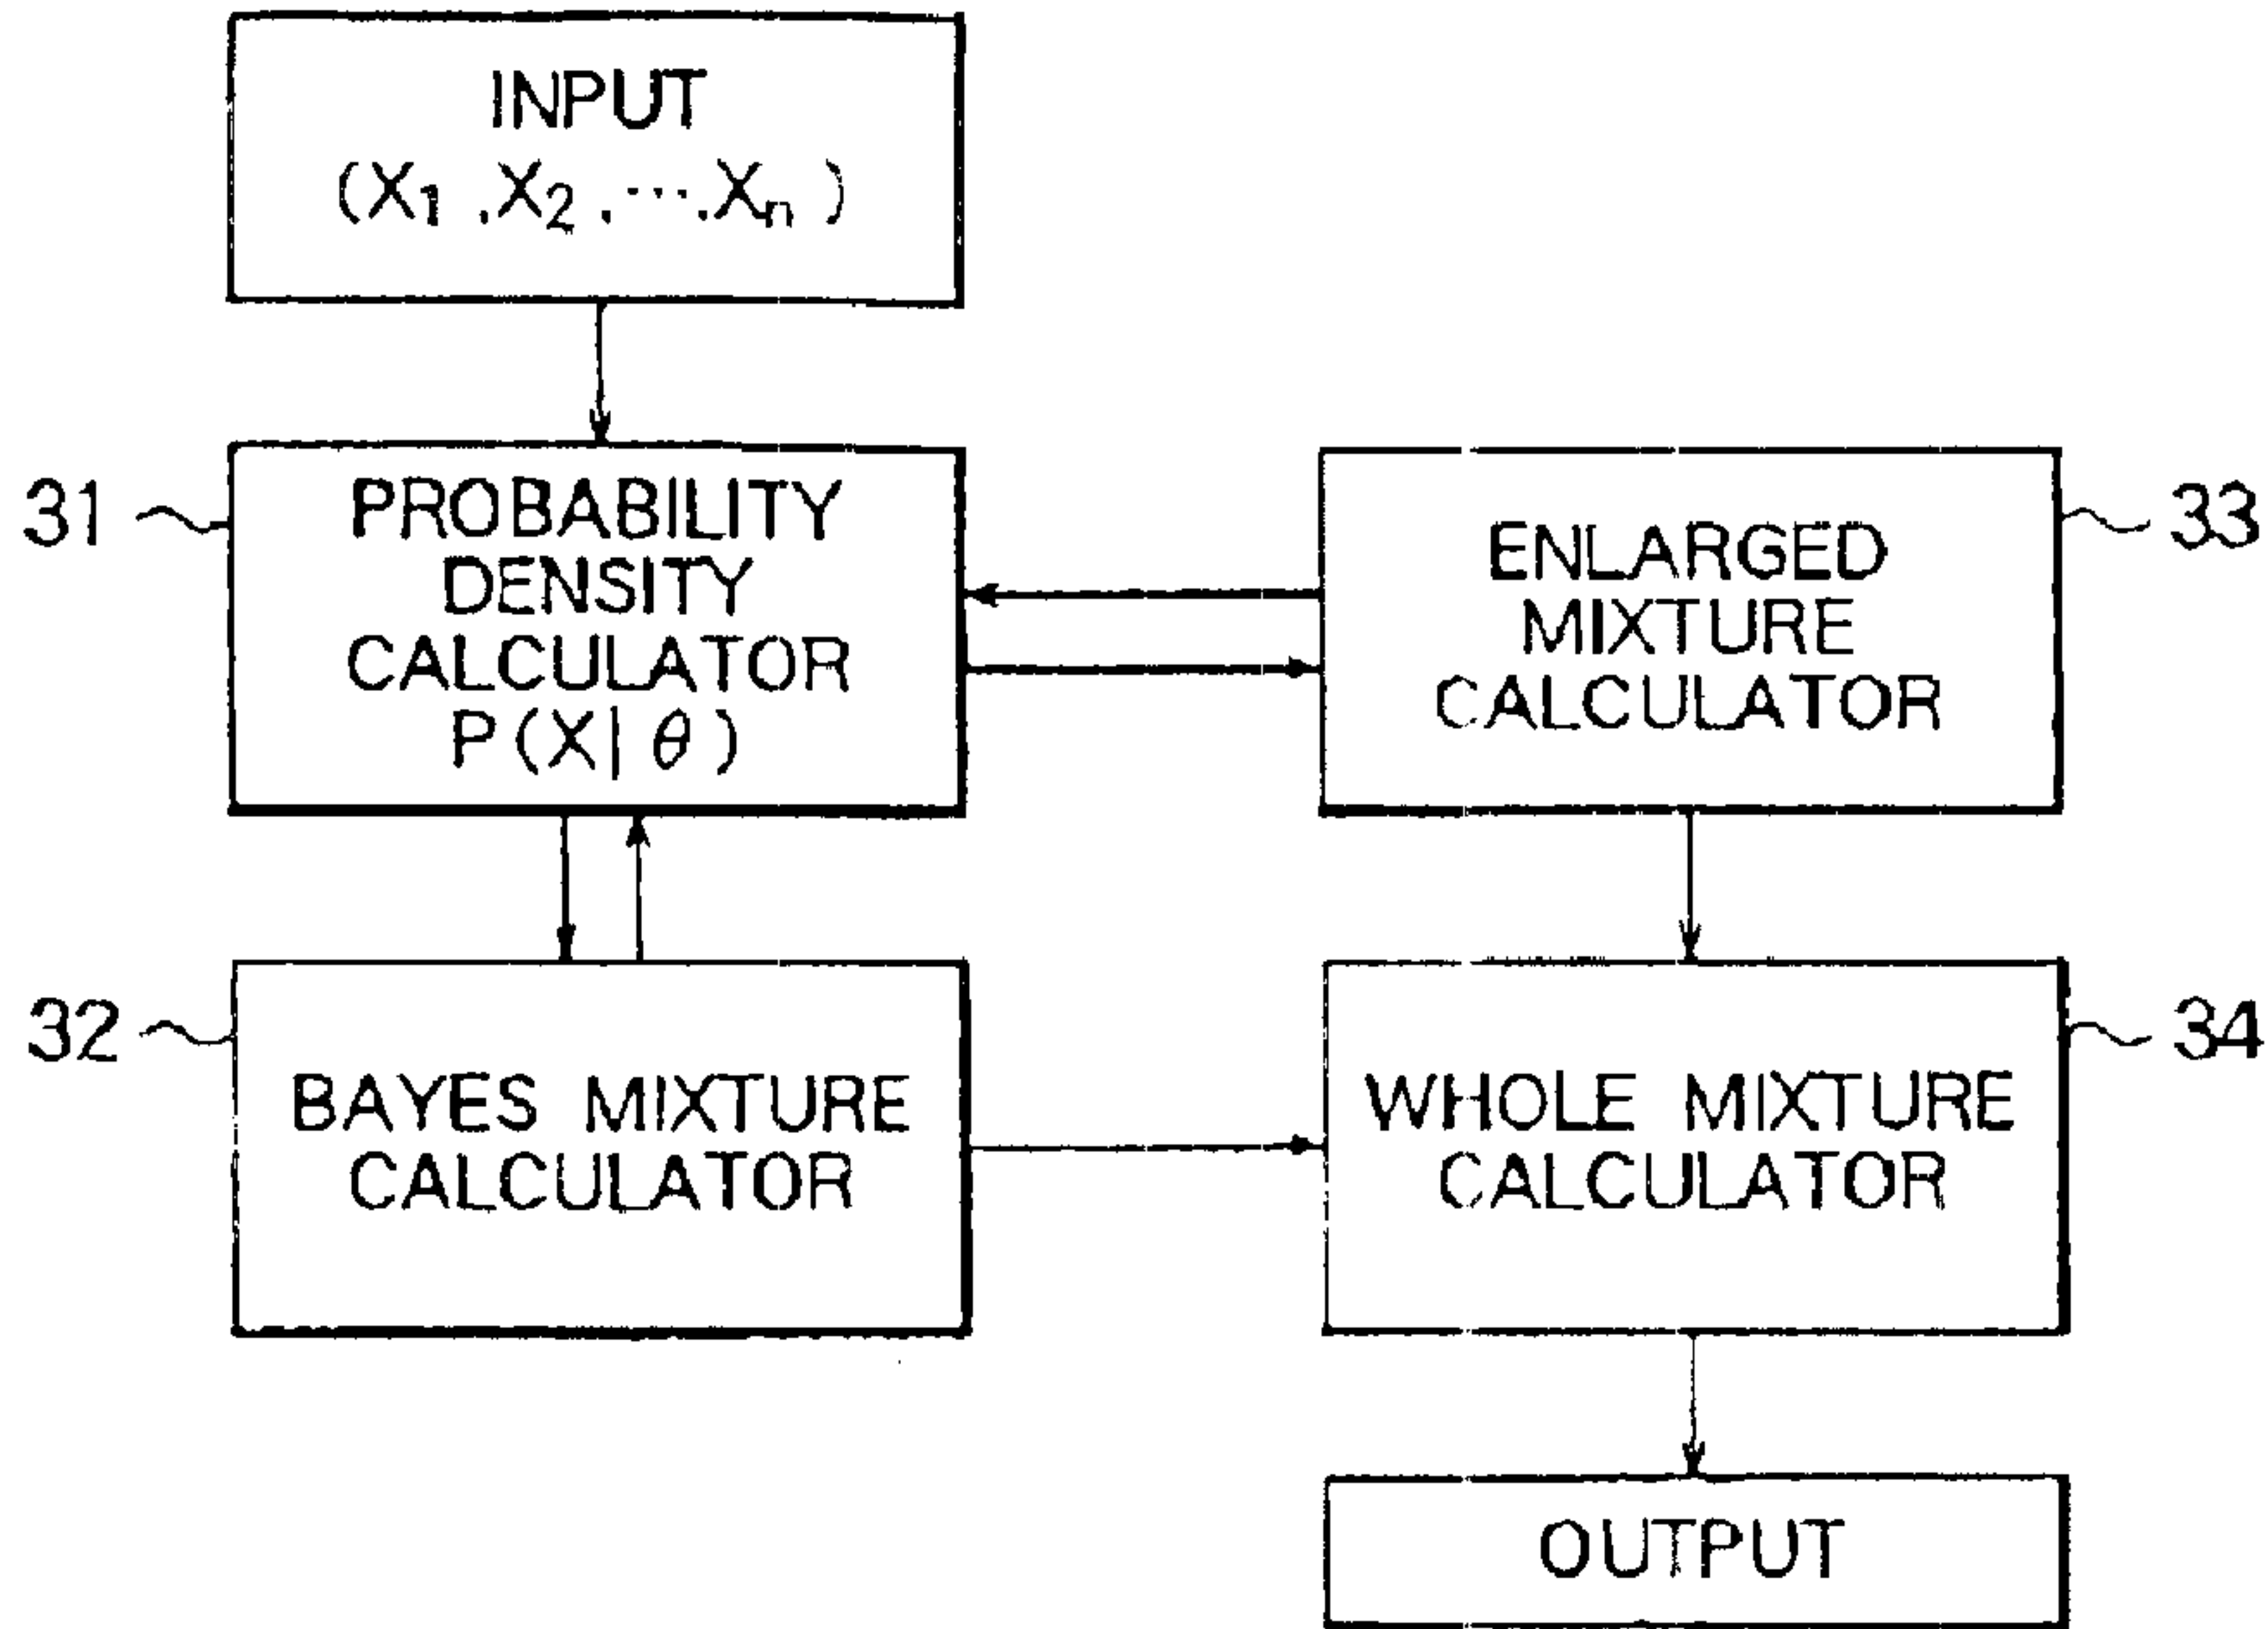 INPUT
(X₁ ,X₂ , ... ,Xₙ )
31
PROBABILITY
DENSITY
CALCULATOR
P(X| θ )
33
ENLARGED
MIXTURE
CALCULATOR
32
BAYES MIXTURE
CALCULATOR
34
WHOLE MIXTURE
CALCULATOR
OUTPUT